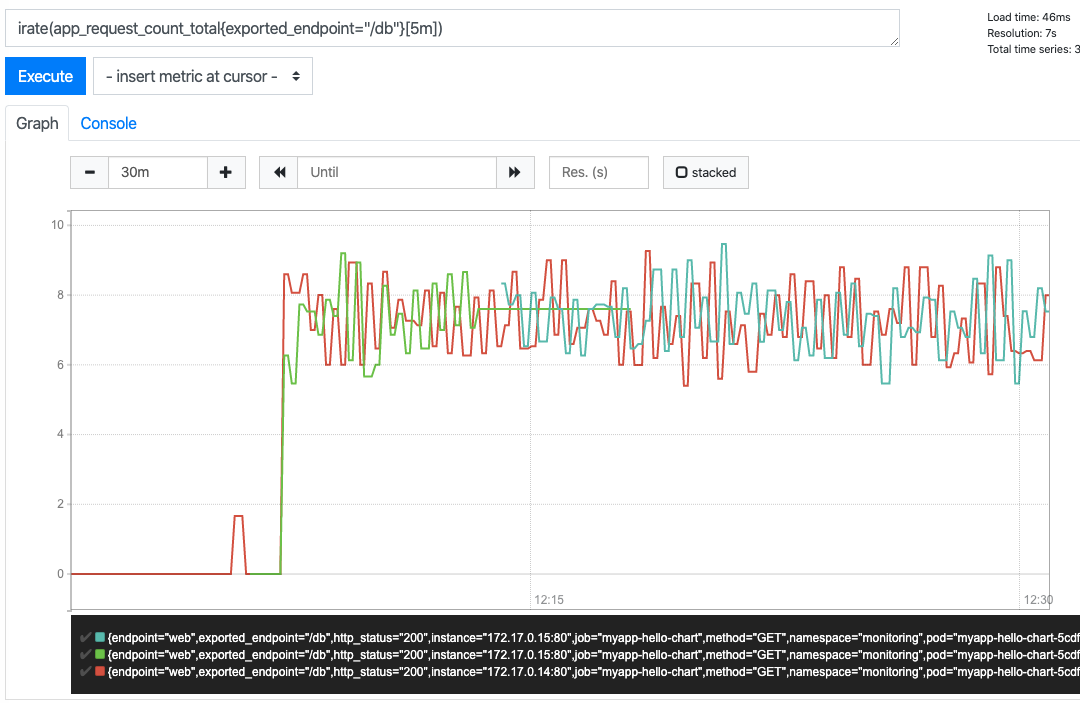 irate(app_request_count_total{exported_endpoint="/db"}[5m])
Load time: 46ms
Resolution: 7s
Total time series: 3
Execute
- insert metric at cursor -
Graph
Console
30m
Until
Res. (s)
stacked
10
8
6
4
2
0
12:15
12:30
{endpoint="web",exported_endpoint="/db",http_status="200",instance="172.17.0.15:80",job="myapp-hello-chart",method="GET",namespace="monitoring",pod="myapp-hello-chart-5cdf
{endpoint="web",exported_endpoint="/db",http_status="200",instance="172.17.0.15:80",job="myapp-hello-chart",method="GET",namespace="monitoring",pod="myapp-hello-chart-5cdf
{endpoint="web",exported_endpoint="/db",http_status="200",instance="172.17.0.14:80",job="myapp-hello-chart",method="GET",namespace="monitoring",pod="myapp-hello-chart-5cdf